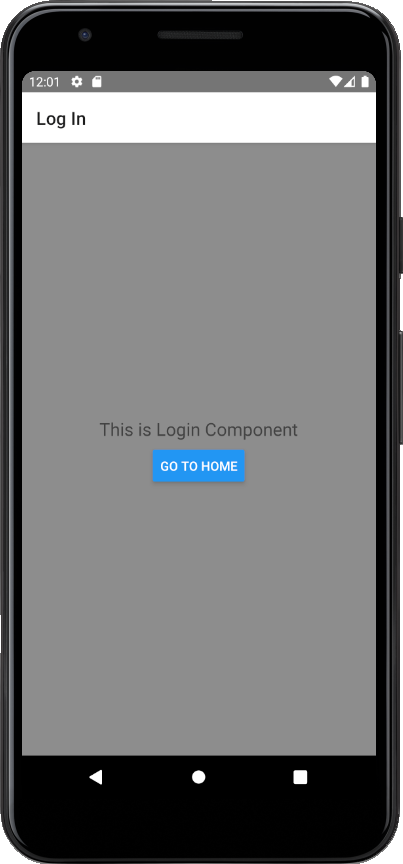 12:01
Log In
This is Login Component
GO TO HOME